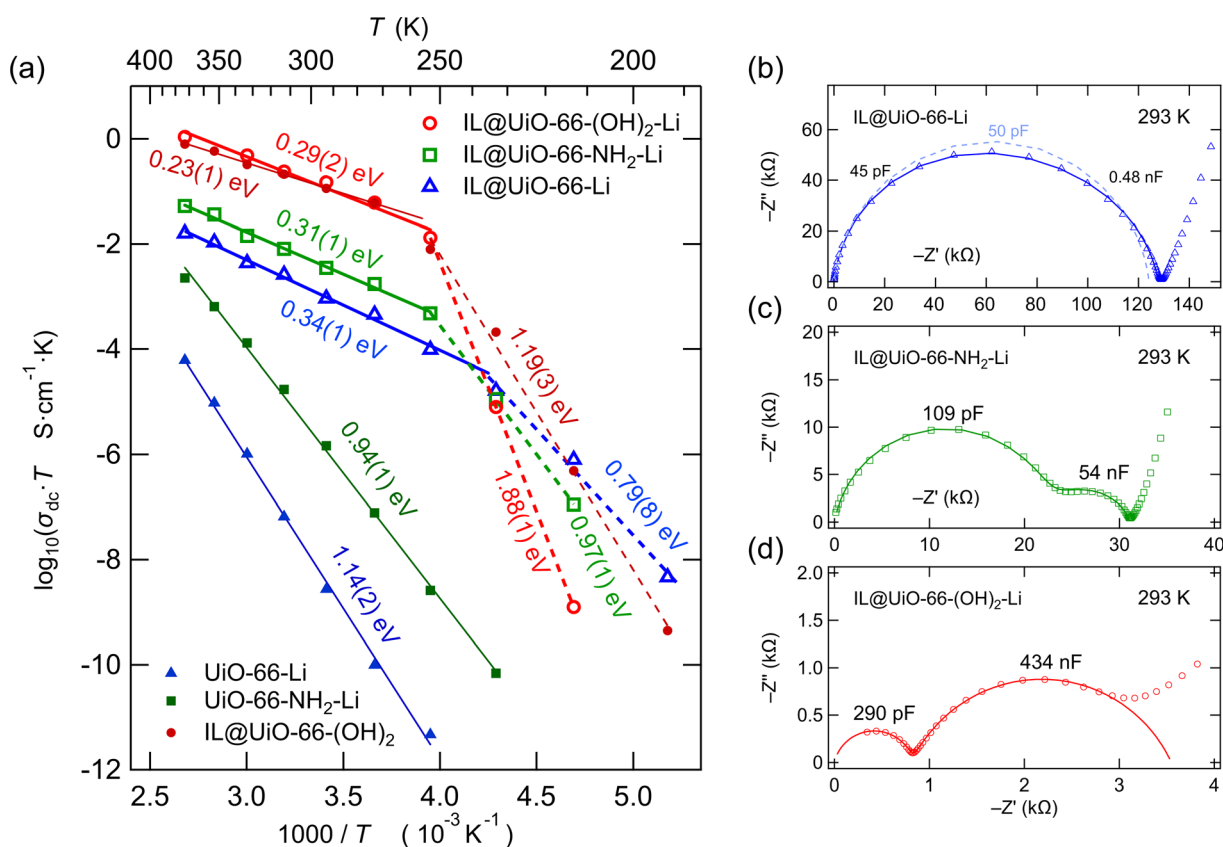 (a)
T (K)
400 350 300 250 200
0
-2
-4
-6
-8
-10
-12
log₁₀(σdc·T S·cm⁻¹·K)
2.5 3.0 3.5 4.0 4.5 5.0
1000 / T ( 10⁻³ K⁻¹)
IL@UiO-66-(OH)₂-Li
IL@UiO-66-NH₂-Li
IL@UiO-66-Li
0.29(2) eV
0.23(1) eV
0.31(1) eV
0.34(1) eV
1.19(3) eV
0.94(1) eV
0.79(8) eV
1.88(1) eV
0.97(1) eV
1.14(2) eV
UiO-66-Li
UiO-66-NH₂-Li
IL@UiO-66-(OH)₂
(b)
IL@UiO-66-Li 293 K
50 pF
45 pF
0.48 nF
–Z' (kΩ)
–Z'' (kΩ)
60
40
20
0
0 20 40 60 80 100 120 140
(c)
IL@UiO-66-NH₂-Li 293 K
109 pF
54 nF
–Z' (kΩ)
–Z'' (kΩ)
20
15
10
5
0
0 10 20 30 40
(d)
IL@UiO-66-(OH)₂-Li 293 K
434 nF
290 pF
–Z'' (kΩ)
2.0
1.0
1.0
0
0 1 2 3 4
–Z' (kΩ)